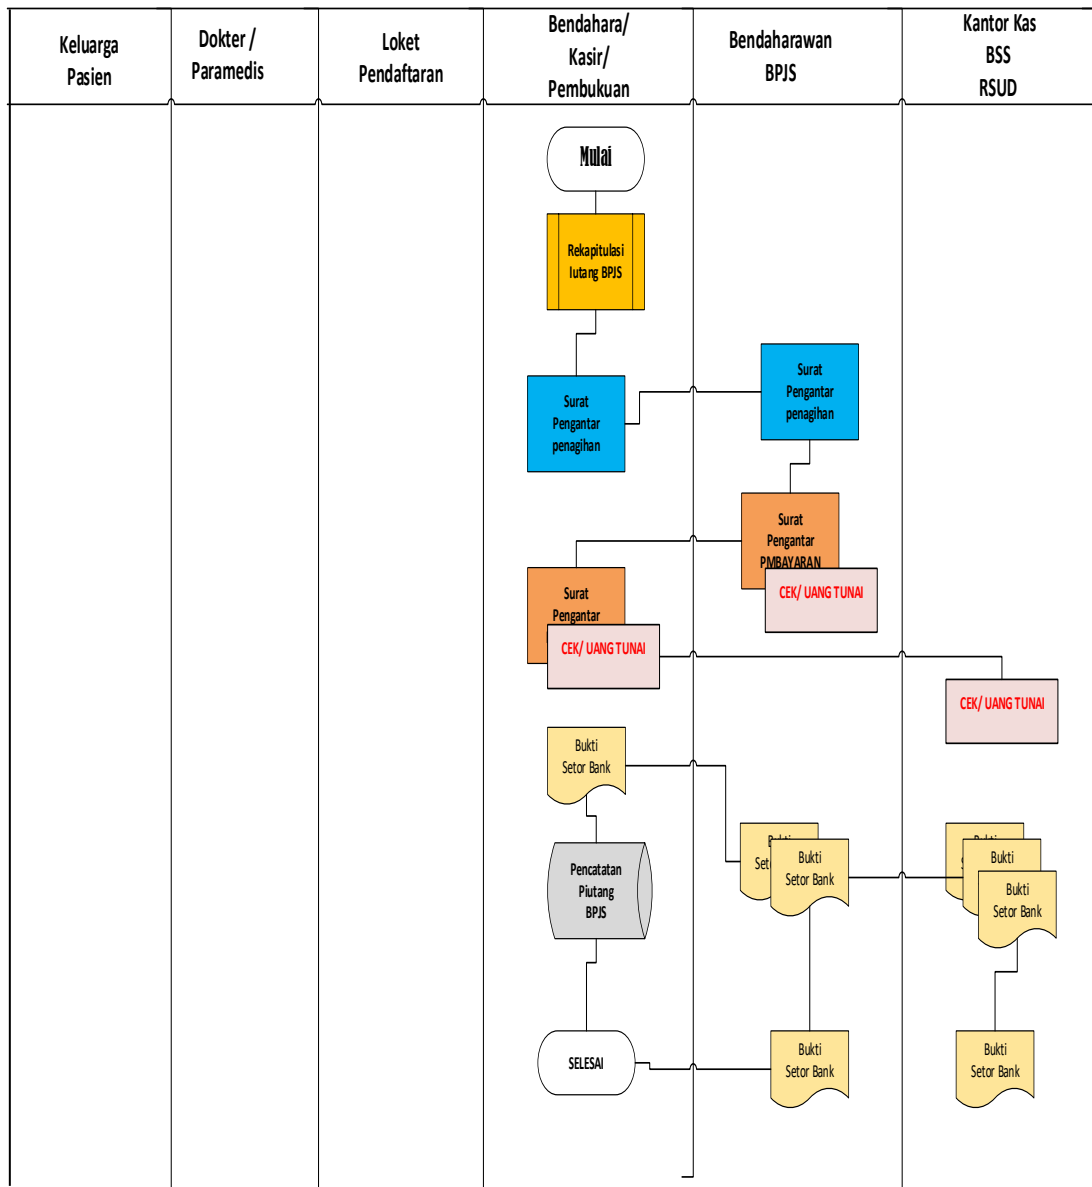 Keluarga
Pasien
Dokter /
Paramedis
Loket
Pendaftaran
Bendahara/
Kasir/
Pembukuan
Bendaharawan
BPJS
Kantor Kas
BSS
RSUD
Mulai
Rekapitulasi
Iutang BPJS
Surat
Pengantar
penagihan
Surat
Pengantar
penagihan
Surat
Pengantar
PMBAYARAN
CEK/ UANG TUNAI
Surat
Pengantar
CEK/ UANG TUNAI
CEK/ UANG TUNAI
Bukti
Setor Bank
Pencatatan
Piutang
BPJS
Bukti
Setor Bank
Bukti
Bukti
Setor Bank
Bukti
Setor Bank
SELESAI
Bukti
Setor Bank
Bukti
Setor Bank